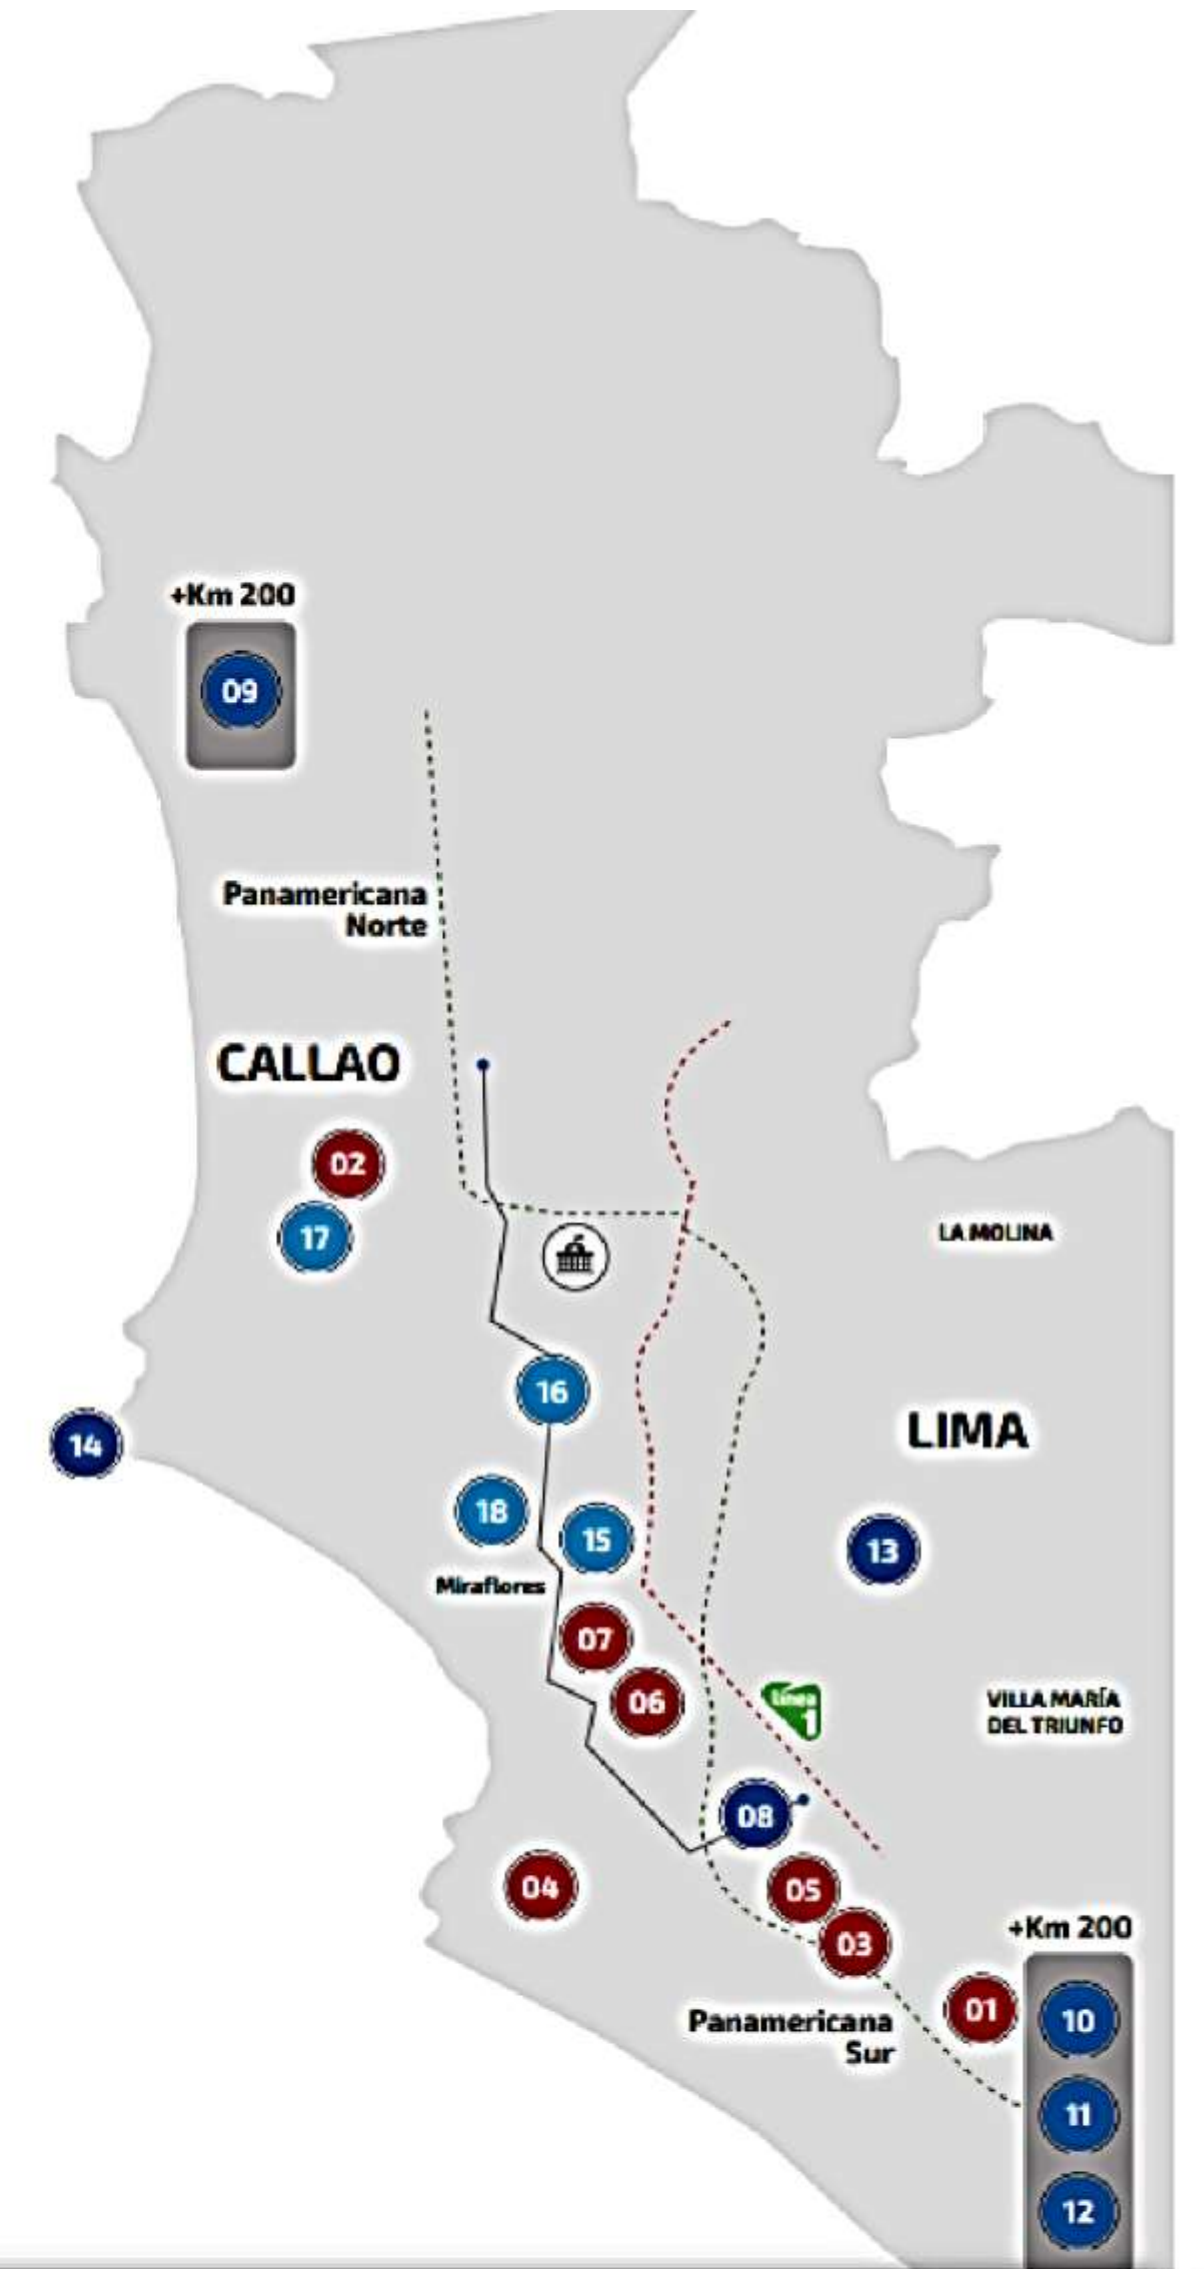 +Km 200
09
Panamericana
Norte
CALLAO
02
17
LA MOLINA
16
LIMA
14
18
15
13
Miraflores
07
06
línea
1
VILLA MARÍA
DEL TRIUNFO
08
04
05
03
+Km 200
01
10
Panamericana
Sur
11
12